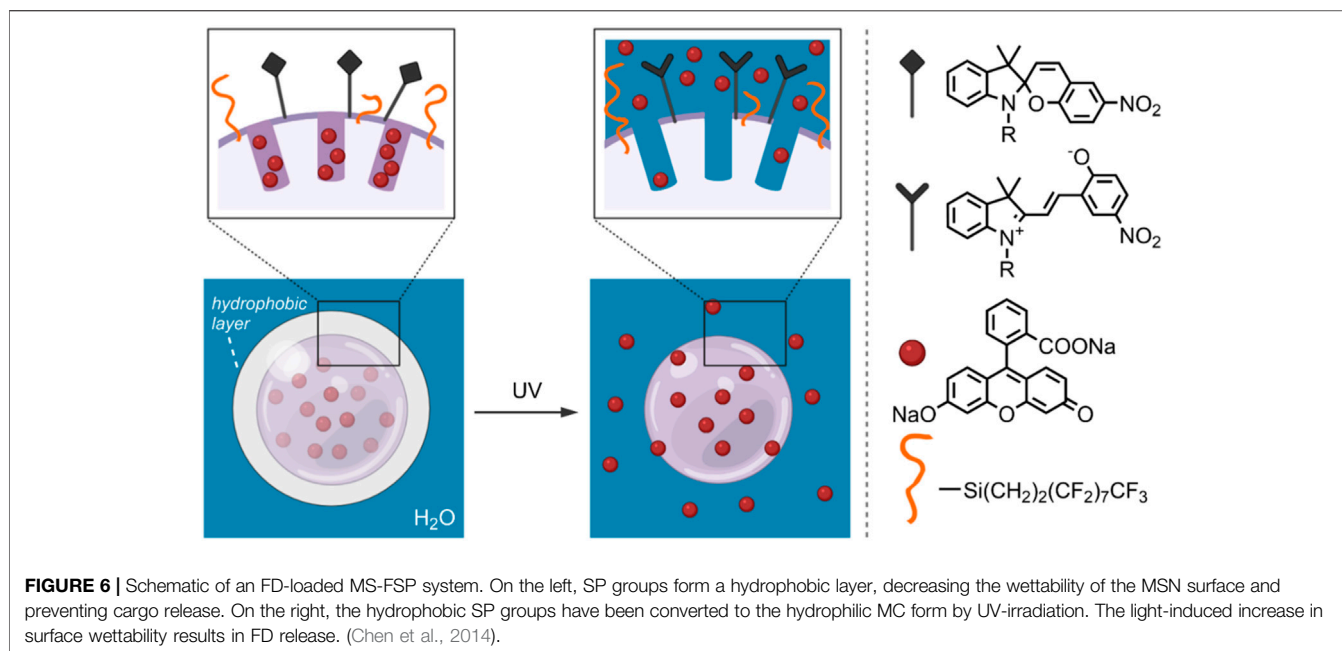 NO₂
N
O
R
⁻O
N⁺
R
NO₂
hydrophobic
layer
UV
H₂O
COONa
NaO
O
O
—Si(CH₂)₂(CF₂)₇CF₃
FIGURE 6 | Schematic of an FD-loaded MS-FSP system. On the left, SP groups form a hydrophobic layer, decreasing the wettability of the MSN surface and
preventing cargo release. On the right, the hydrophobic SP groups have been converted to the hydrophilic MC form by UV-irradiation. The light-induced increase in
surface wettability results in FD release. (Chen et al., 2014).